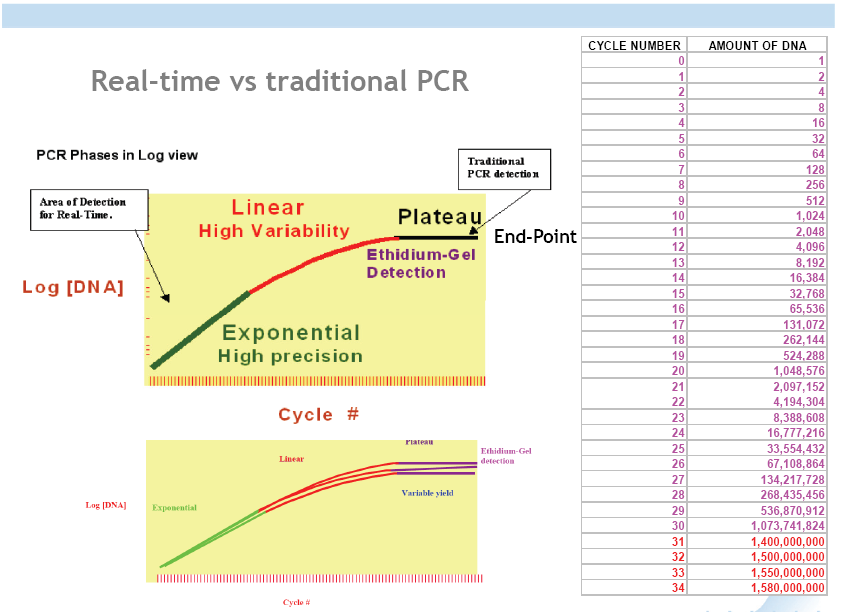 Real-time vs traditional PCR
PCR Phases in Log view
Traditional
PCR detection
Area of Detection
for Real-Time.
Linear
High Variability
Plateau
End-Point
Ethidium-Gel
Detection
Log [DNA]
Exponential
High precision
Cycle #
Plateau
Linear
Ethidium-Gel
detection
Variable yield
Log [DNA]
Exponential
Cycle #
CYCLE NUMBER AMOUNT OF DNA
0 1
1 2
2 4
3 8
4 16
5 32
6 64
7 128
8 256
9 512
10 1,024
11 2,048
12 4,096
13 8,192
14 16,384
15 32,768
16 65,536
17 131,072
18 262,144
19 524,288
20 1,048,576
21 2,097,152
22 4,194,304
23 8,388,608
24 16,777,216
25 33,554,432
26 67,108,864
27 134,217,728
28 268,435,456
29 536,870,912
30 1,073,741,824
31 1,400,000,000
32 1,500,000,000
33 1,550,000,000
34 1,580,000,000